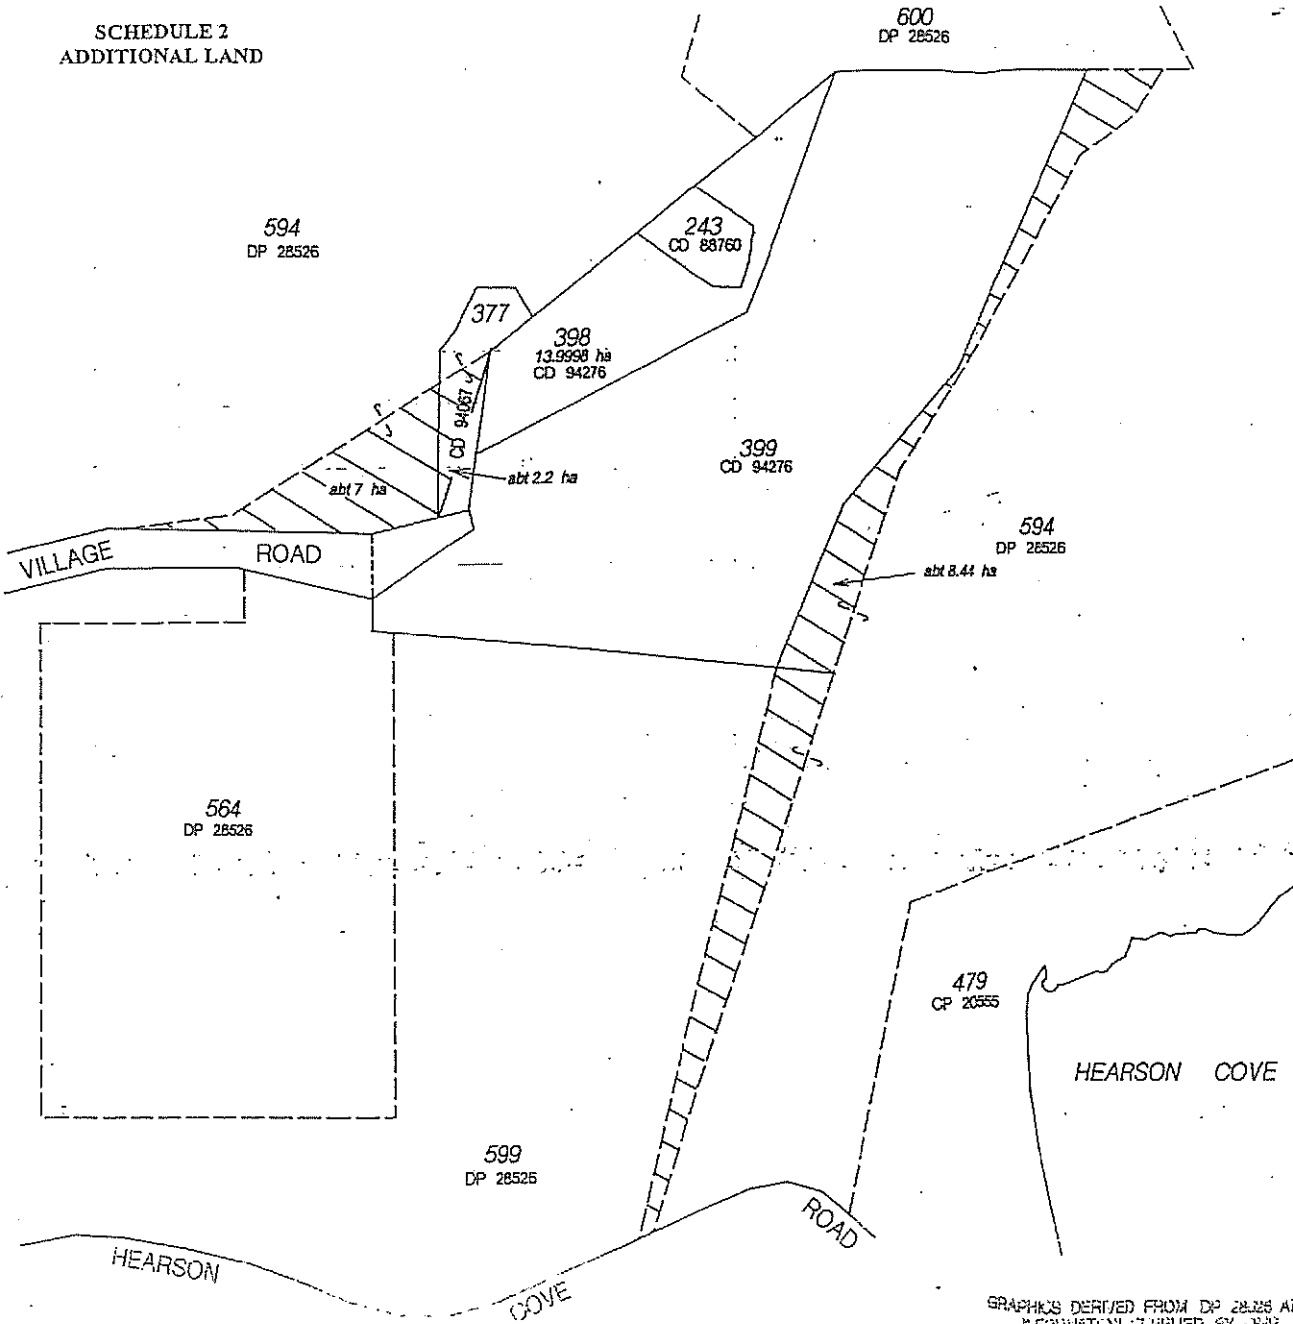 SCHEDULE 2
ADDITIONAL LAND
600
DP 28526
594
DP 28526
243
CD 88760
377
398
13.9998 ha
CD 94276
CD 94067
399
CD 94276
abt 2.2 ha
abt 7 ha
594
DP 28526
abt 8.44 ha
VILLAGE ROAD
564
DP 28526
479
CP 20555
HEARSON COVE
599
DP 28526
HEARSON COVE ROAD
GRAPHICS DERIVED FROM DP 28526